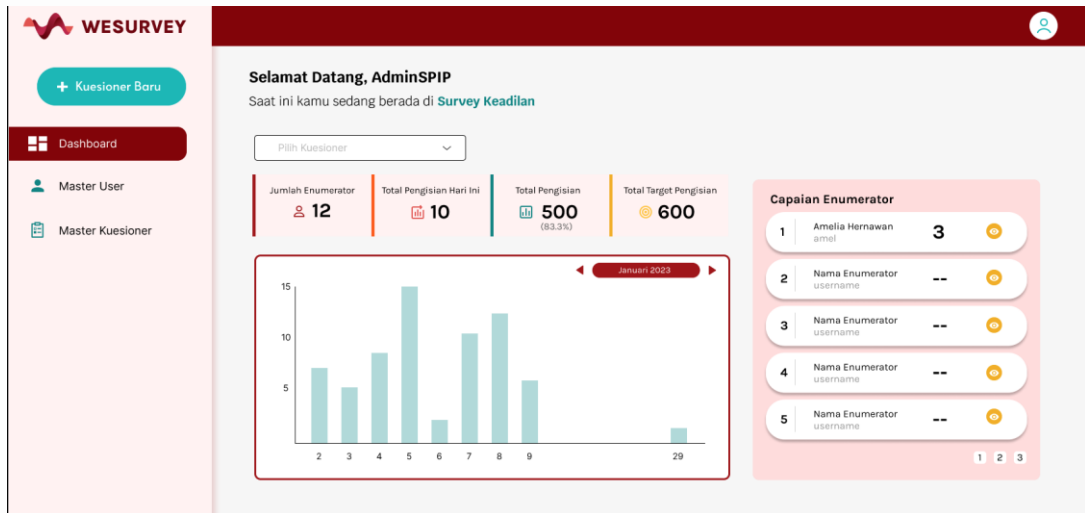 WESURVEY
+ Kuesioner Baru
Dashboard
Master User
Master Kuesioner
Selamat Datang, AdminSPIP
Saat ini kamu sedang berada di Survey Keadilan
Pilih Kuesioner
Jumlah Enumerator
12
Total Pengisian Hari Ini
10
Total Pengisian
500
(83.3%)
Total Target Pengisian
600
Januari 2023
15
10
5
2 3 4 5 6 7 8 9 29
Capaian Enumerator
1 Amelia Hernawan 3
amel
2 Nama Enumerator --
username
3 Nama Enumerator --
username
4 Nama Enumerator --
username
5 Nama Enumerator --
username
1 2 3